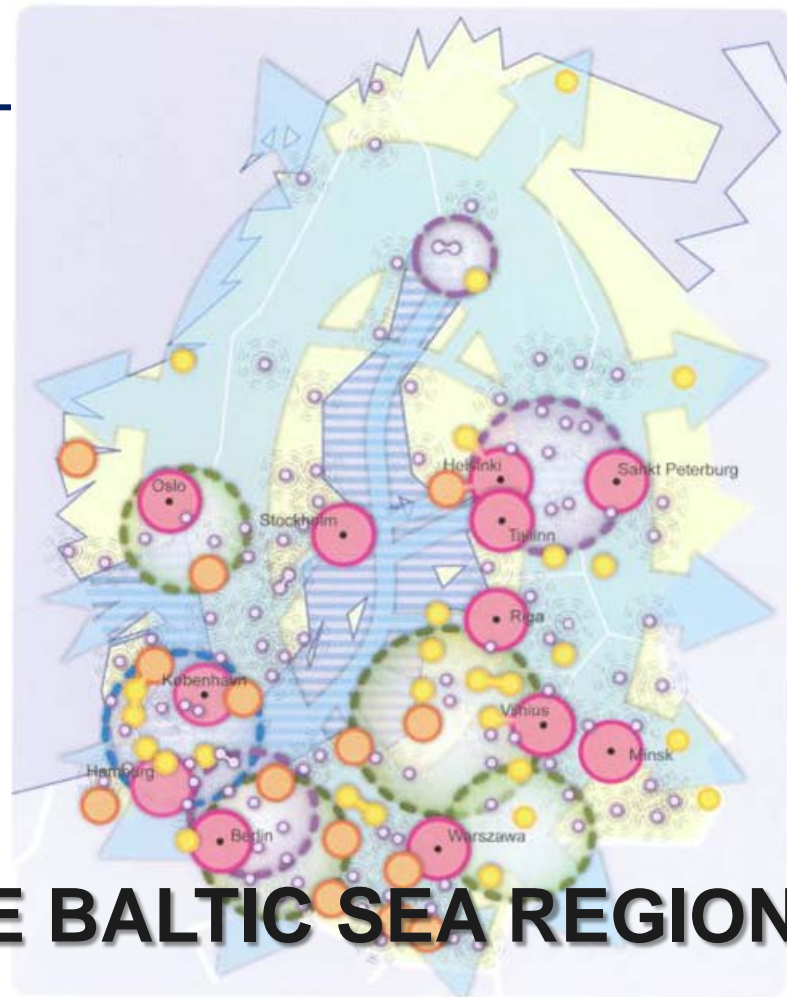 Helsinki
Sankt Peterburg
Oslo
Stockholm
Tallinn
Riga
København
Vilnius
Minsk
Hamburg
Berlin
Warszawa
E BALTIC SEA REGION